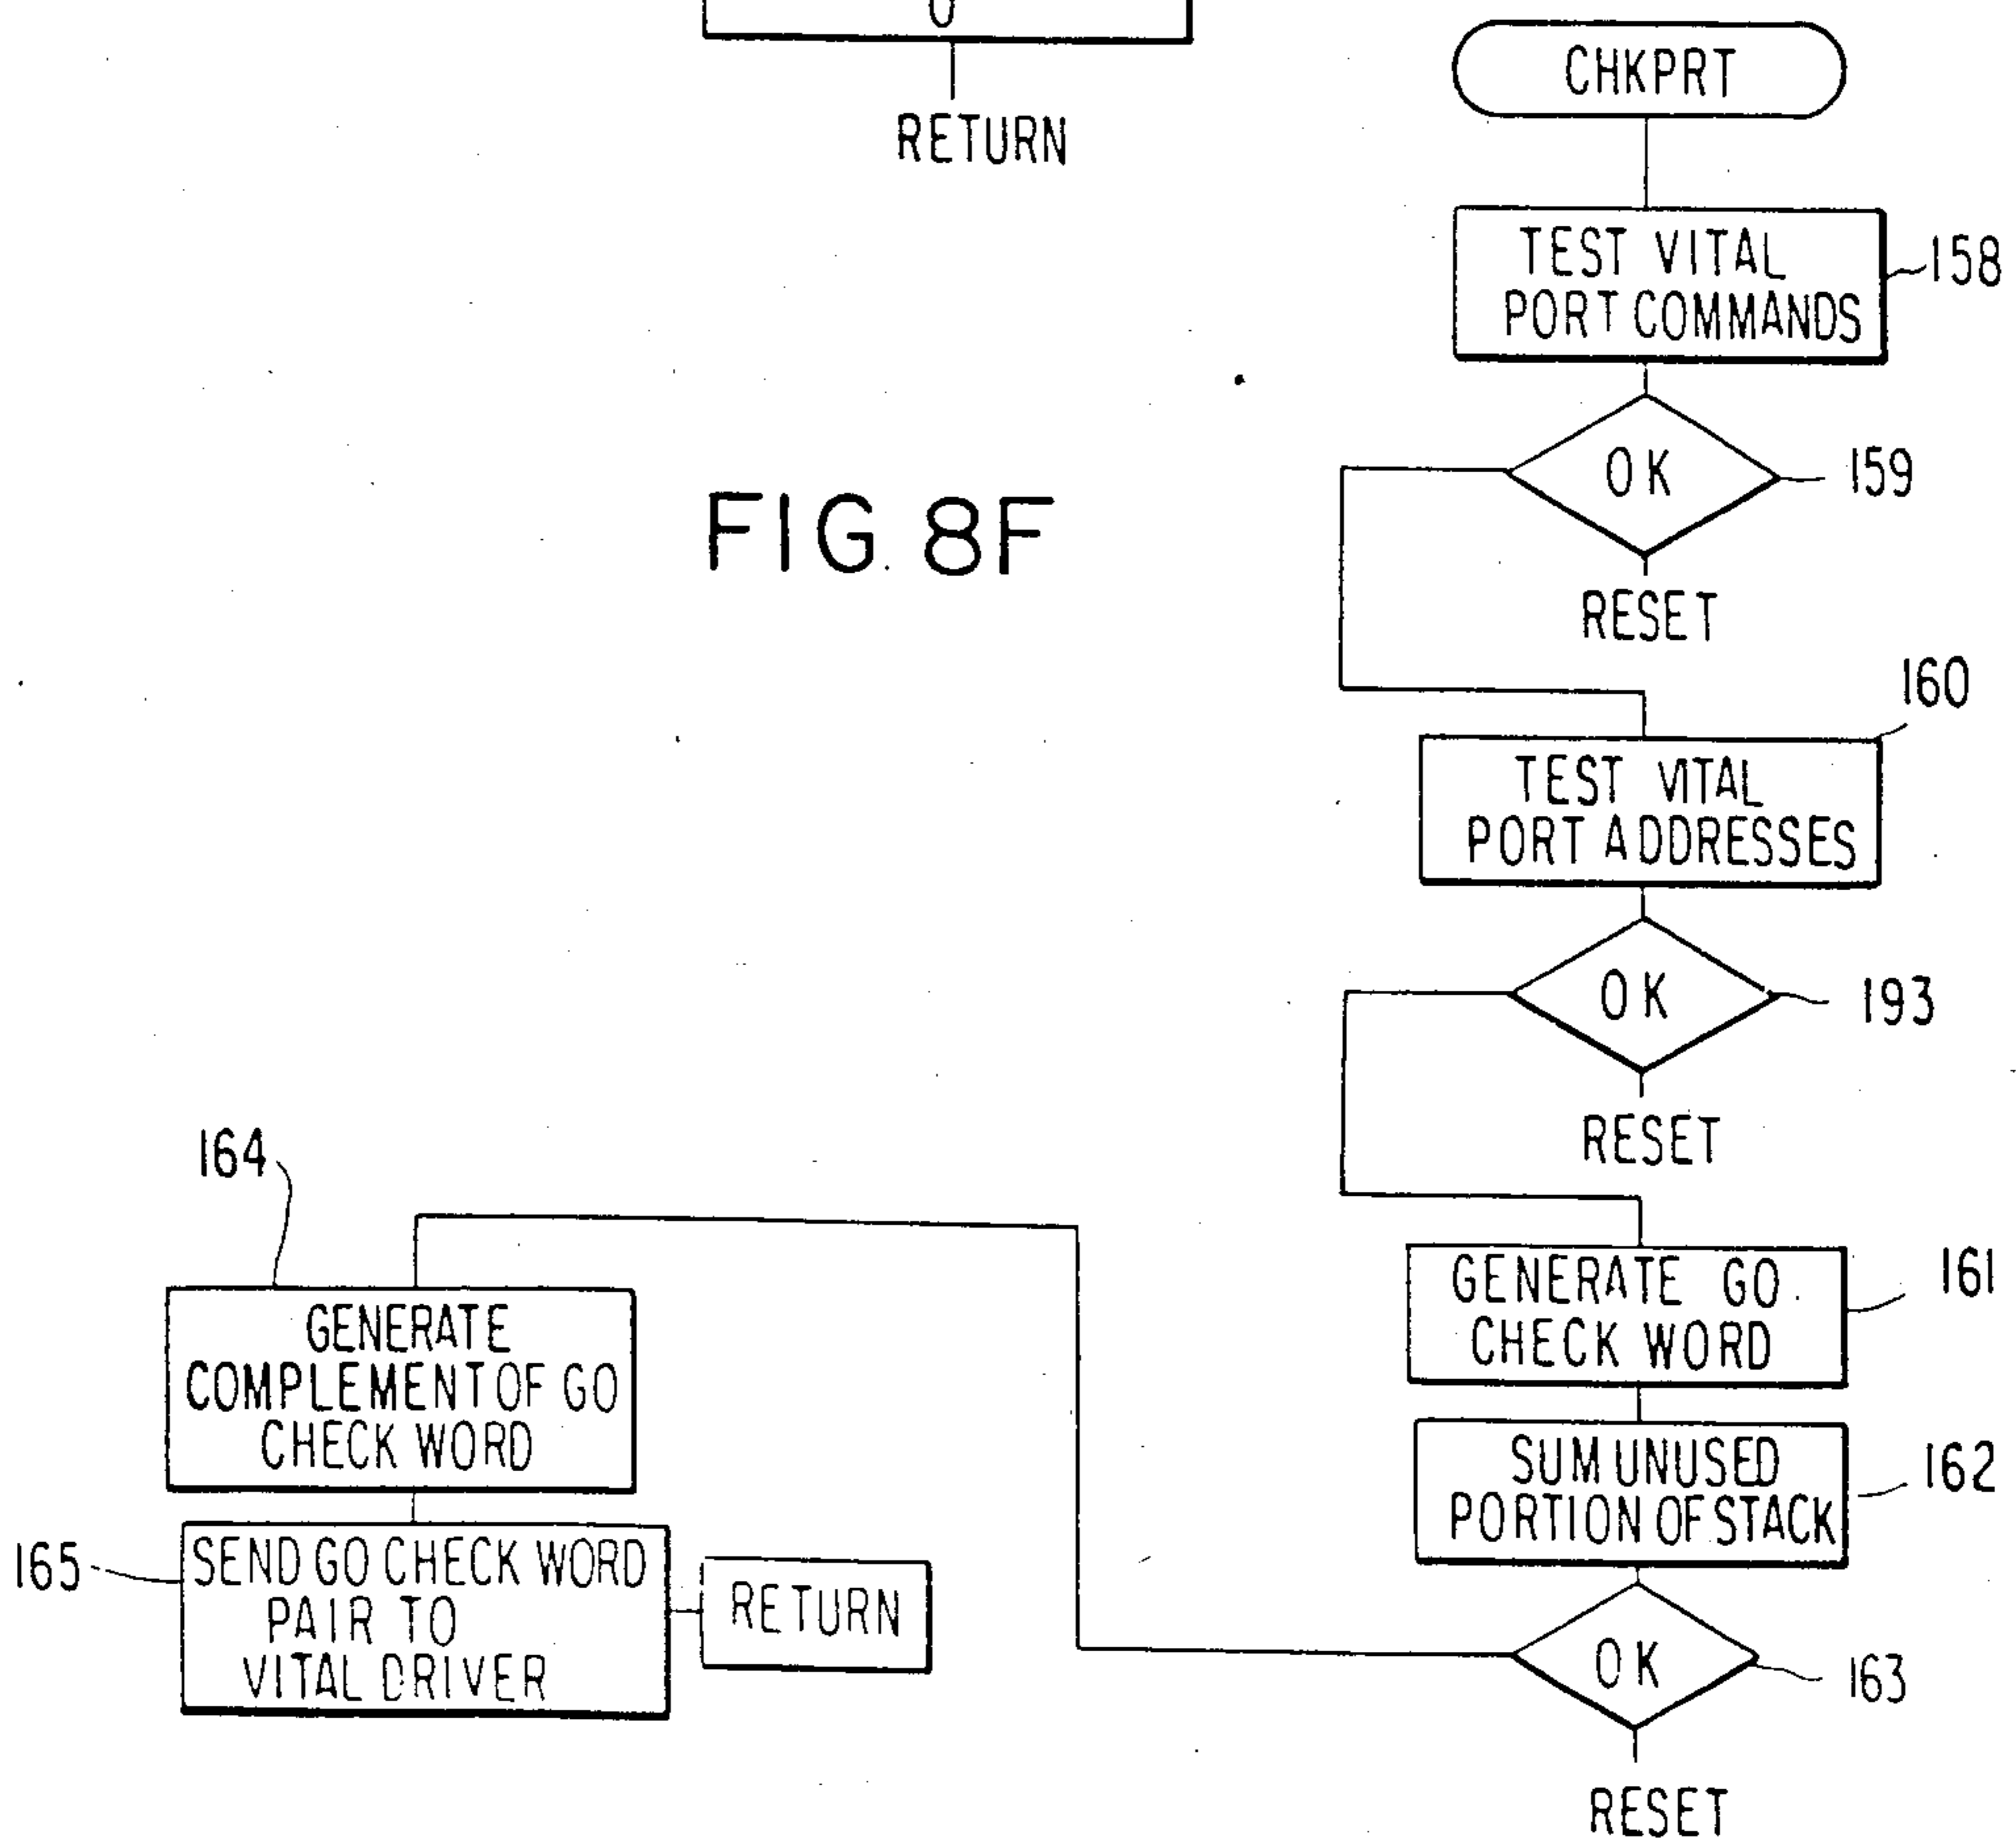 RETURN
CHKPRT
TEST VITAL
PORT COMMANDS
158
OK
159
RESET
FIG. 8F
160
TEST VITAL
PORT ADDRESSES
OK
193
RESET
GENERATE GO
CHECK WORD
161
SUM UNUSED
PORTION OF STACK
162
OK
163
RESET
164
GENERATE
COMPLEMENT OF GO
CHECK WORD
165
SEND GO CHECK WORD
PAIR TO
VITAL DRIVER
RETURN